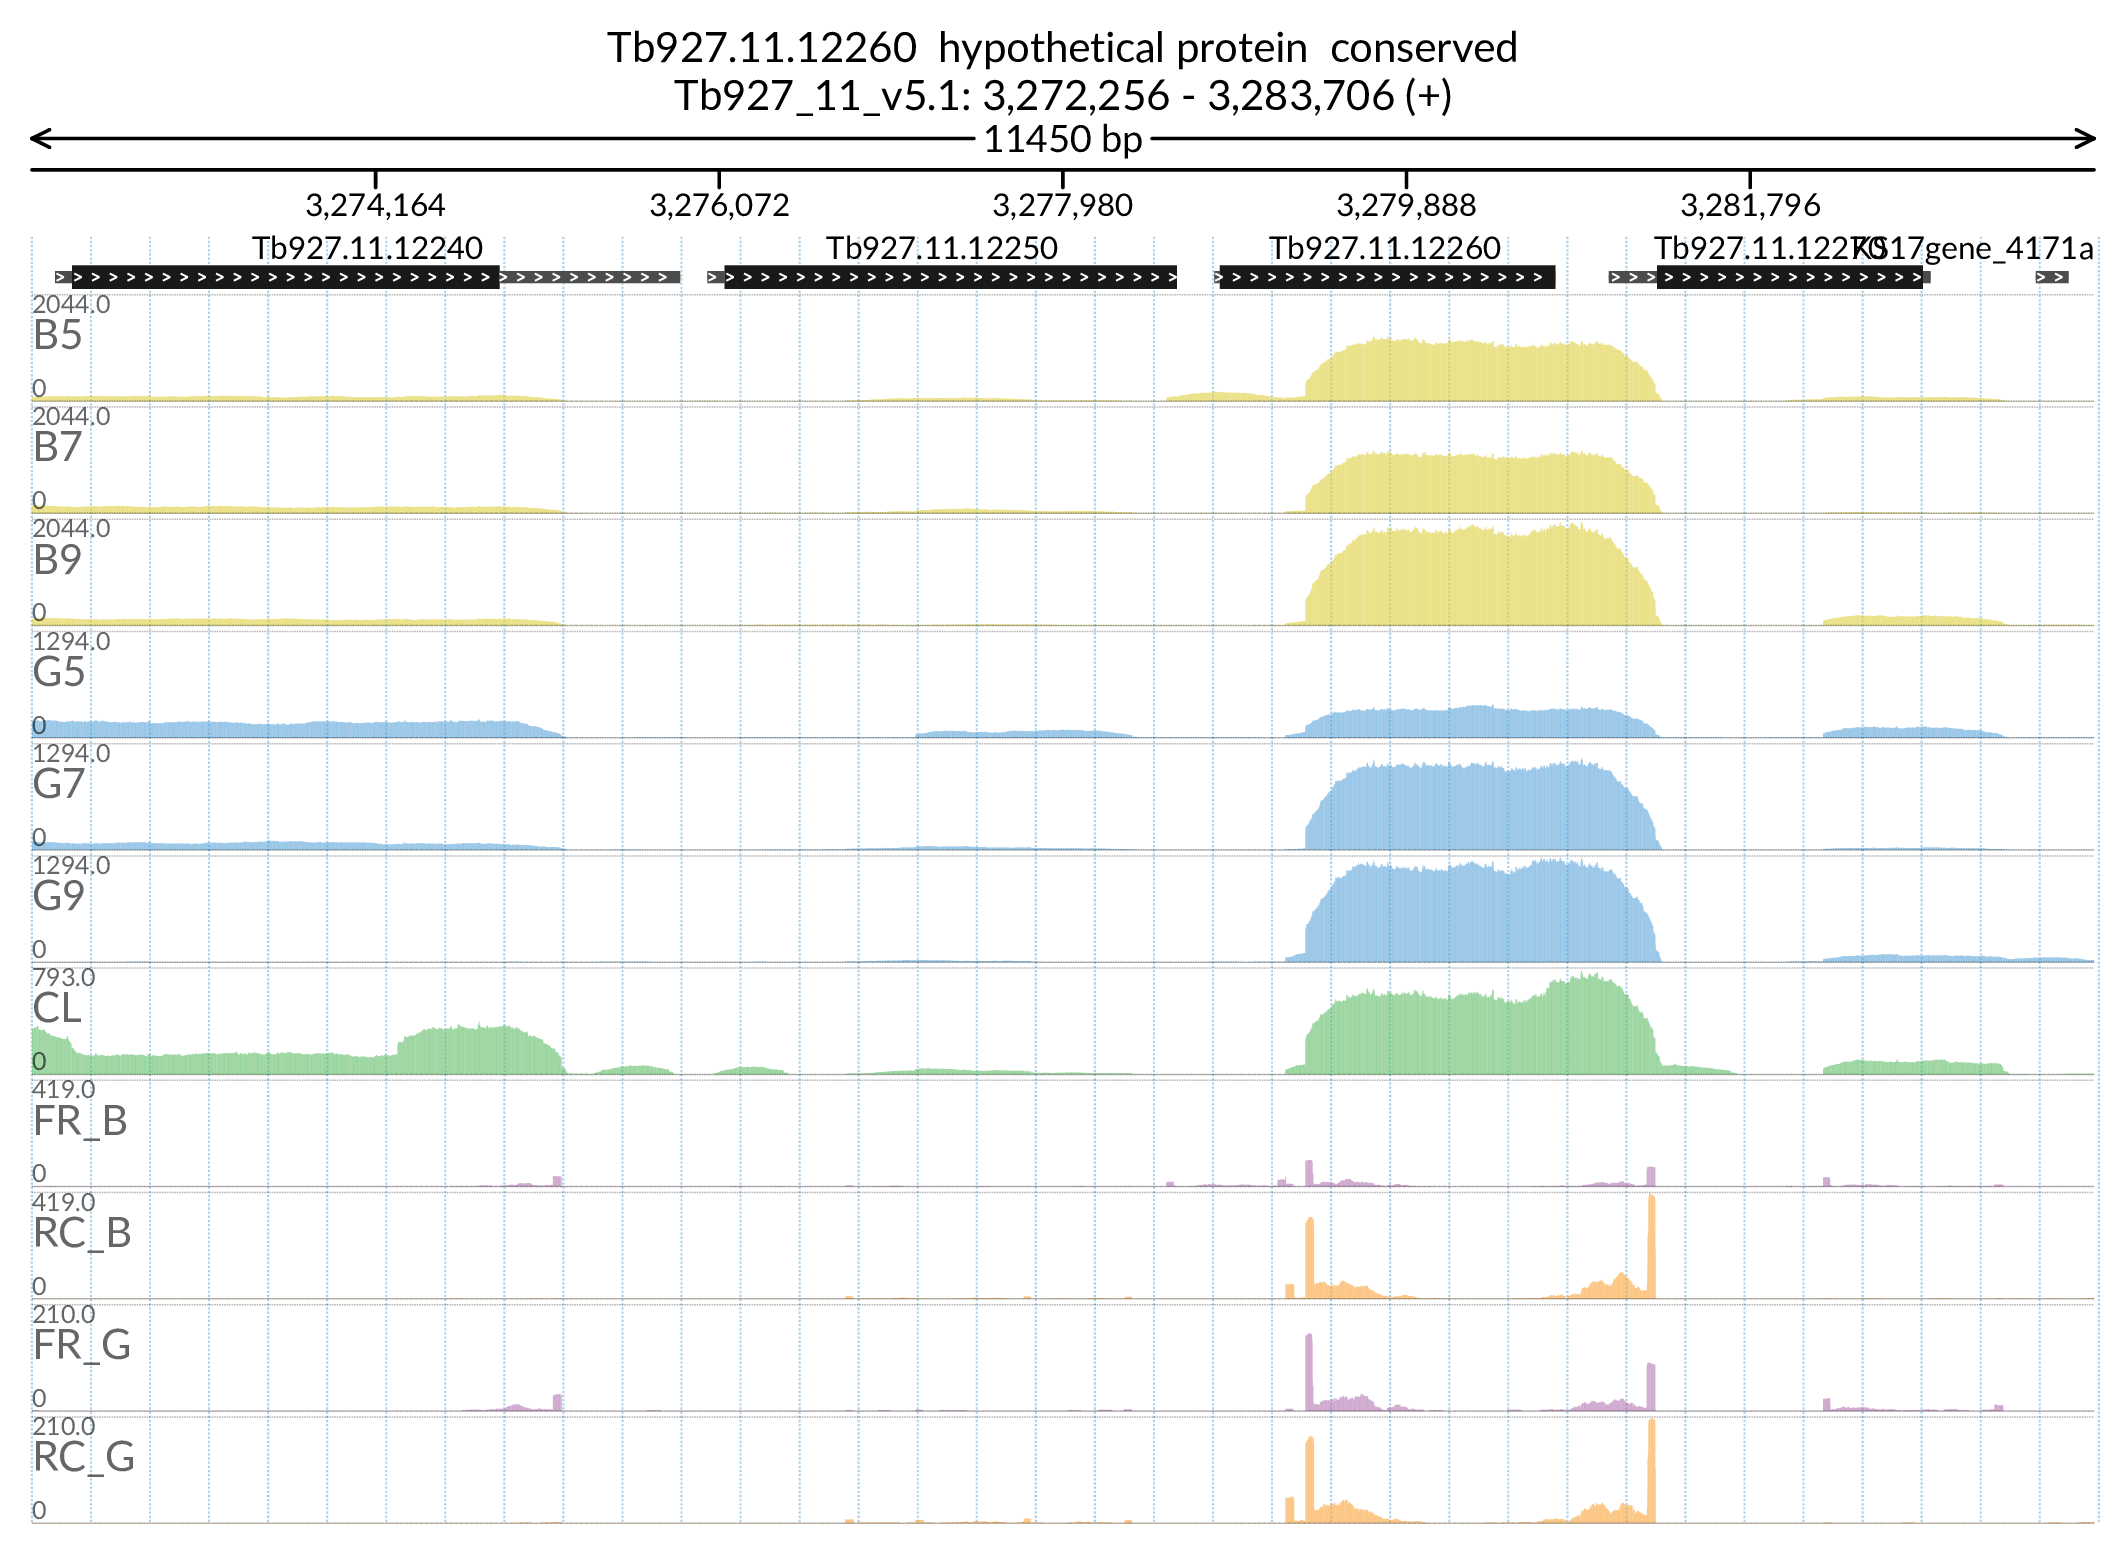 Tb927.11.12260  hypothetical protein  conserved
Tb927_11_v5.1: 3,272,256 - 3,283,706 (+)
11450 bp
3,274,164 3,276,072 3,277,980 3,279,888 3,281,796
Tb927.11.12240 Tb927.11.12250 Tb927.11.12260 Tb927.11.12270 KS17gene_4171a
2044.0
B5
0
2044.0
B7
0
2044.0
B9
0
1294.0
G5
0
1294.0
G7
0
1294.0
G9
0
793.0
CL
0
419.0
FR_B
0
419.0
RC_B
0
210.0
FR_G
0
210.0
RC_G
0